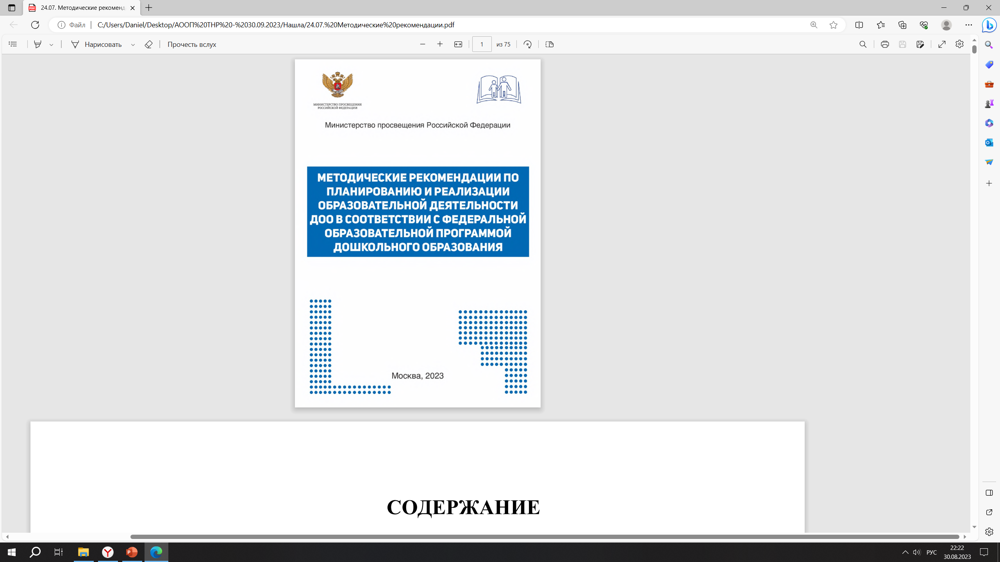 24.07. Методические рекоменд
Файл
C:/Users/Daniel/Desktop/АООП%20ТНР%20-%2030.09.2023/Нашла/24.07.%20Методические%20рекомендации.pdf
Нарисовать
Прочесть вслух
1
из 75
МИНИСТЕРСТВО ПРОСВЕЩЕНИЯ
РОССИЙСКОЙ ФЕДЕРАЦИИ
Министерство просвещения Российской Федерации
МЕТОДИЧЕСКИЕ РЕКОМЕНДАЦИИ ПО
ПЛАНИРОВАНИЮ И РЕАЛИЗАЦИИ
ОБРАЗОВАТЕЛЬНОЙ ДЕЯТЕЛЬНОСТИ
ДОО В СООТВЕТСТВИИ С ФЕДЕРАЛЬНОЙ
ОБРАЗОВАТЕЛЬНОЙ ПРОГРАММОЙ
ДОШКОЛЬНОГО ОБРАЗОВАНИЯ
Москва, 2023
СОДЕРЖАНИЕ
РУС
22:22
30.08.2023